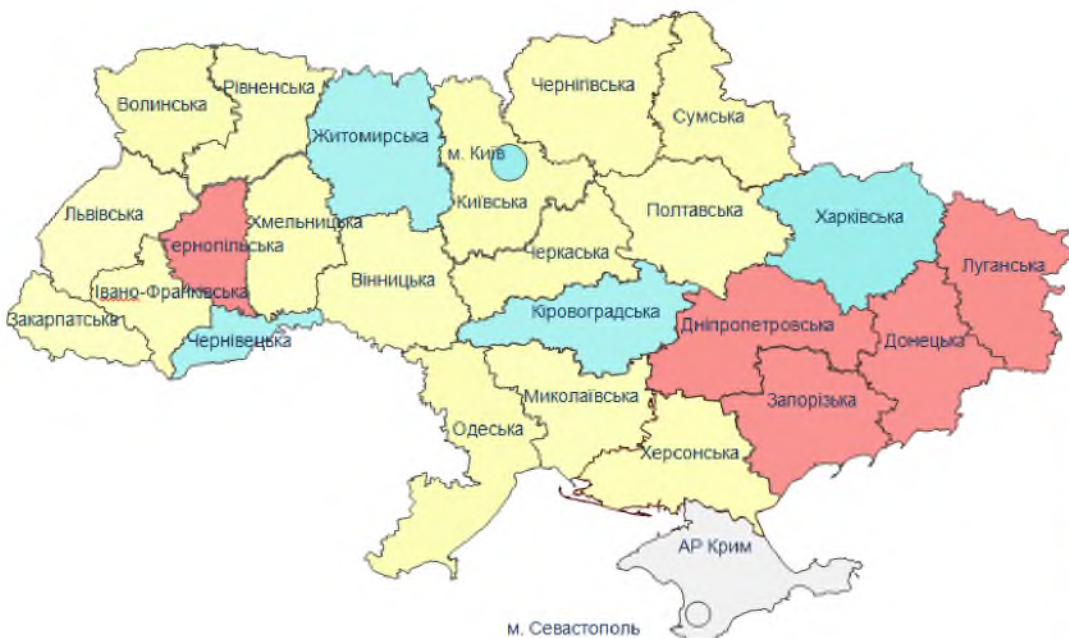 Волинська
Рівненська
Житомирська
Чернігівська
Сумська
м. Київ
Київська
Львівська
Тернопільська
Хмельницька
Полтавська
Харківська
Черкаська
Луганська
Вінницька
Івано-Франківська
Закарпатська
Чернівецька
Кіровоградська
Дніпропетровська
Донецька
Миколаївська
Запорізька
Одеська
Херсонська
АР Крим
м. Севастополь